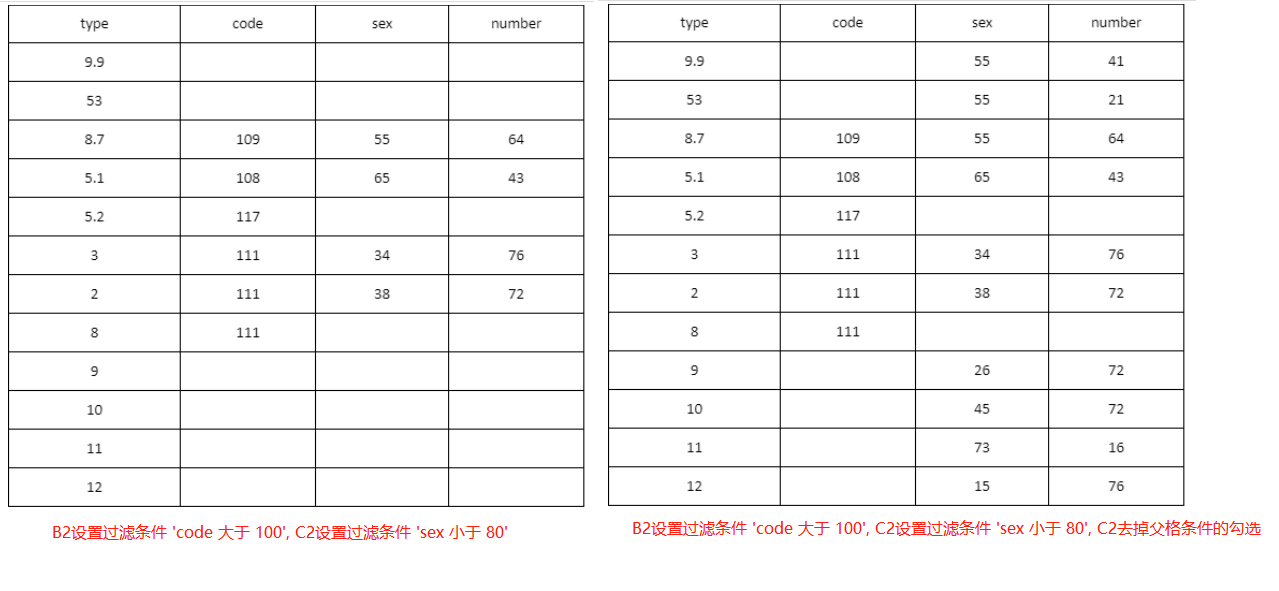 type code sex number
9.9
53
8.7 109 55 64
5.1 108 65 43
5.2 117
3 111 34 76
2 111 38 72
8 111
9
10
11
12
B2设置过滤条件 'code 大于 100', C2设置过滤条件 'sex 小于 80'
type code sex number
9.9 55 41
53 55 21
8.7 109 55 64
5.1 108 65 43
5.2 117
3 111 34 76
2 111 38 72
8 111
9 26 72
10 45 72
11 73 16
12 15 76
B2设置过滤条件 'code 大于 100', C2设置过滤条件 'sex 小于 80', C2去掉父格条件的勾选